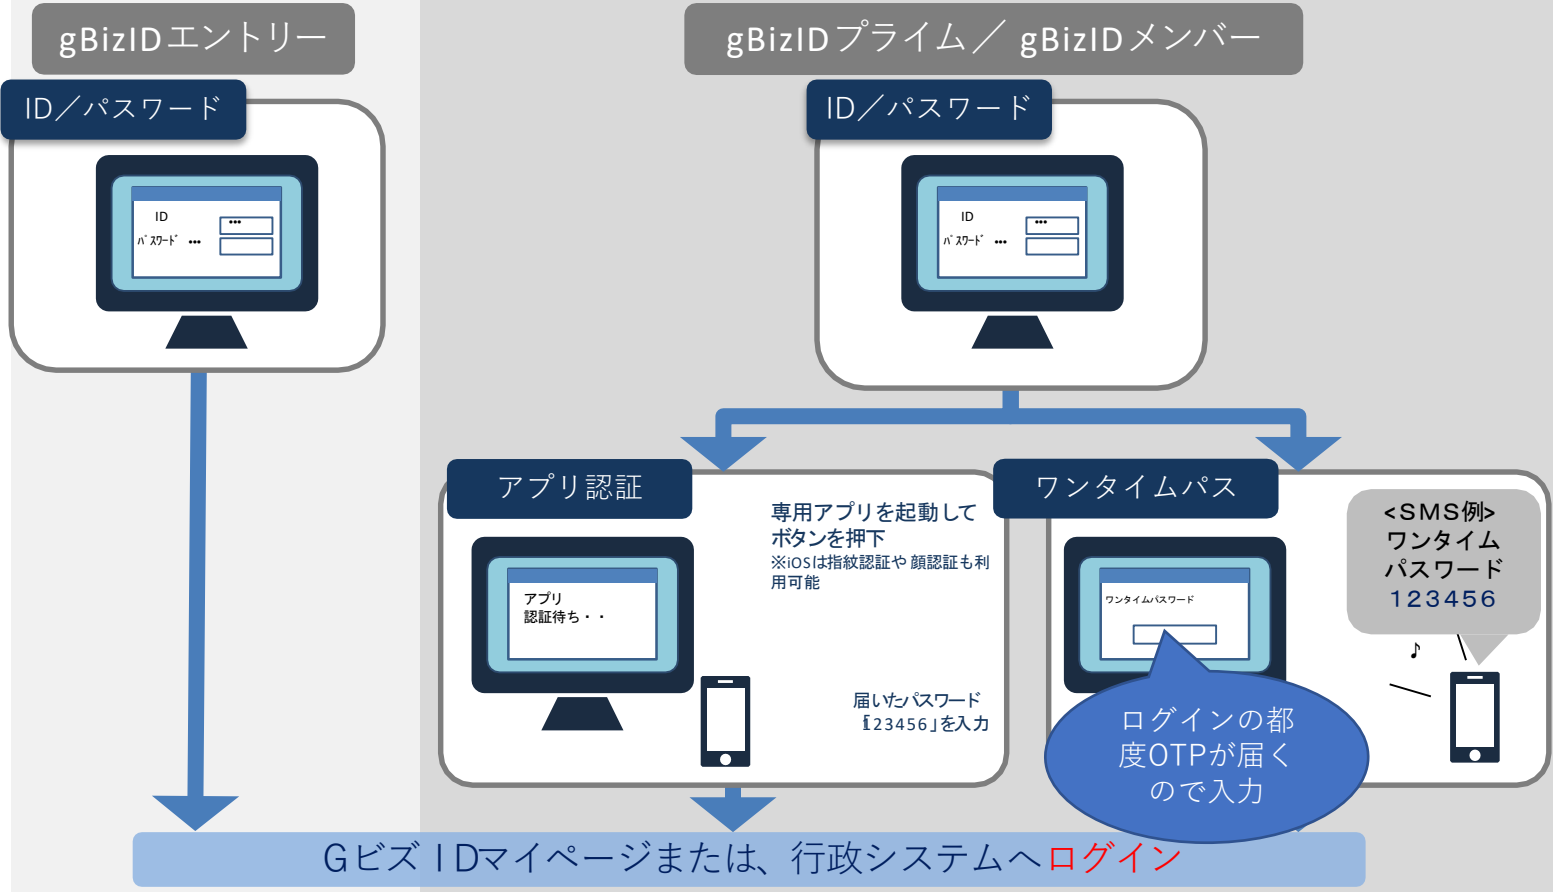 gBizIDエントリー
gBizIDプライム／ gBizIDメンバー
ID／パスワード
ID
•••
ﾊﾟｽﾜｰﾄﾞ •••
ID／パスワード
ID
•••
ﾊﾟｽﾜｰﾄﾞ •••
アプリ認証
専用アプリを起動して
ボタンを押下
※iOSは指紋認証や 顔認証も利
用可能
アプリ
認証待ち・・
届いたパスワード
「123456」を入力
ワンタイムパス
ワンタイムパスワード
<SMS例>
ワンタイム
パスワード
123456
♪
ログインの都
度OTPが届く
ので入力
GビズIDマイページまたは、行政システムへログイン